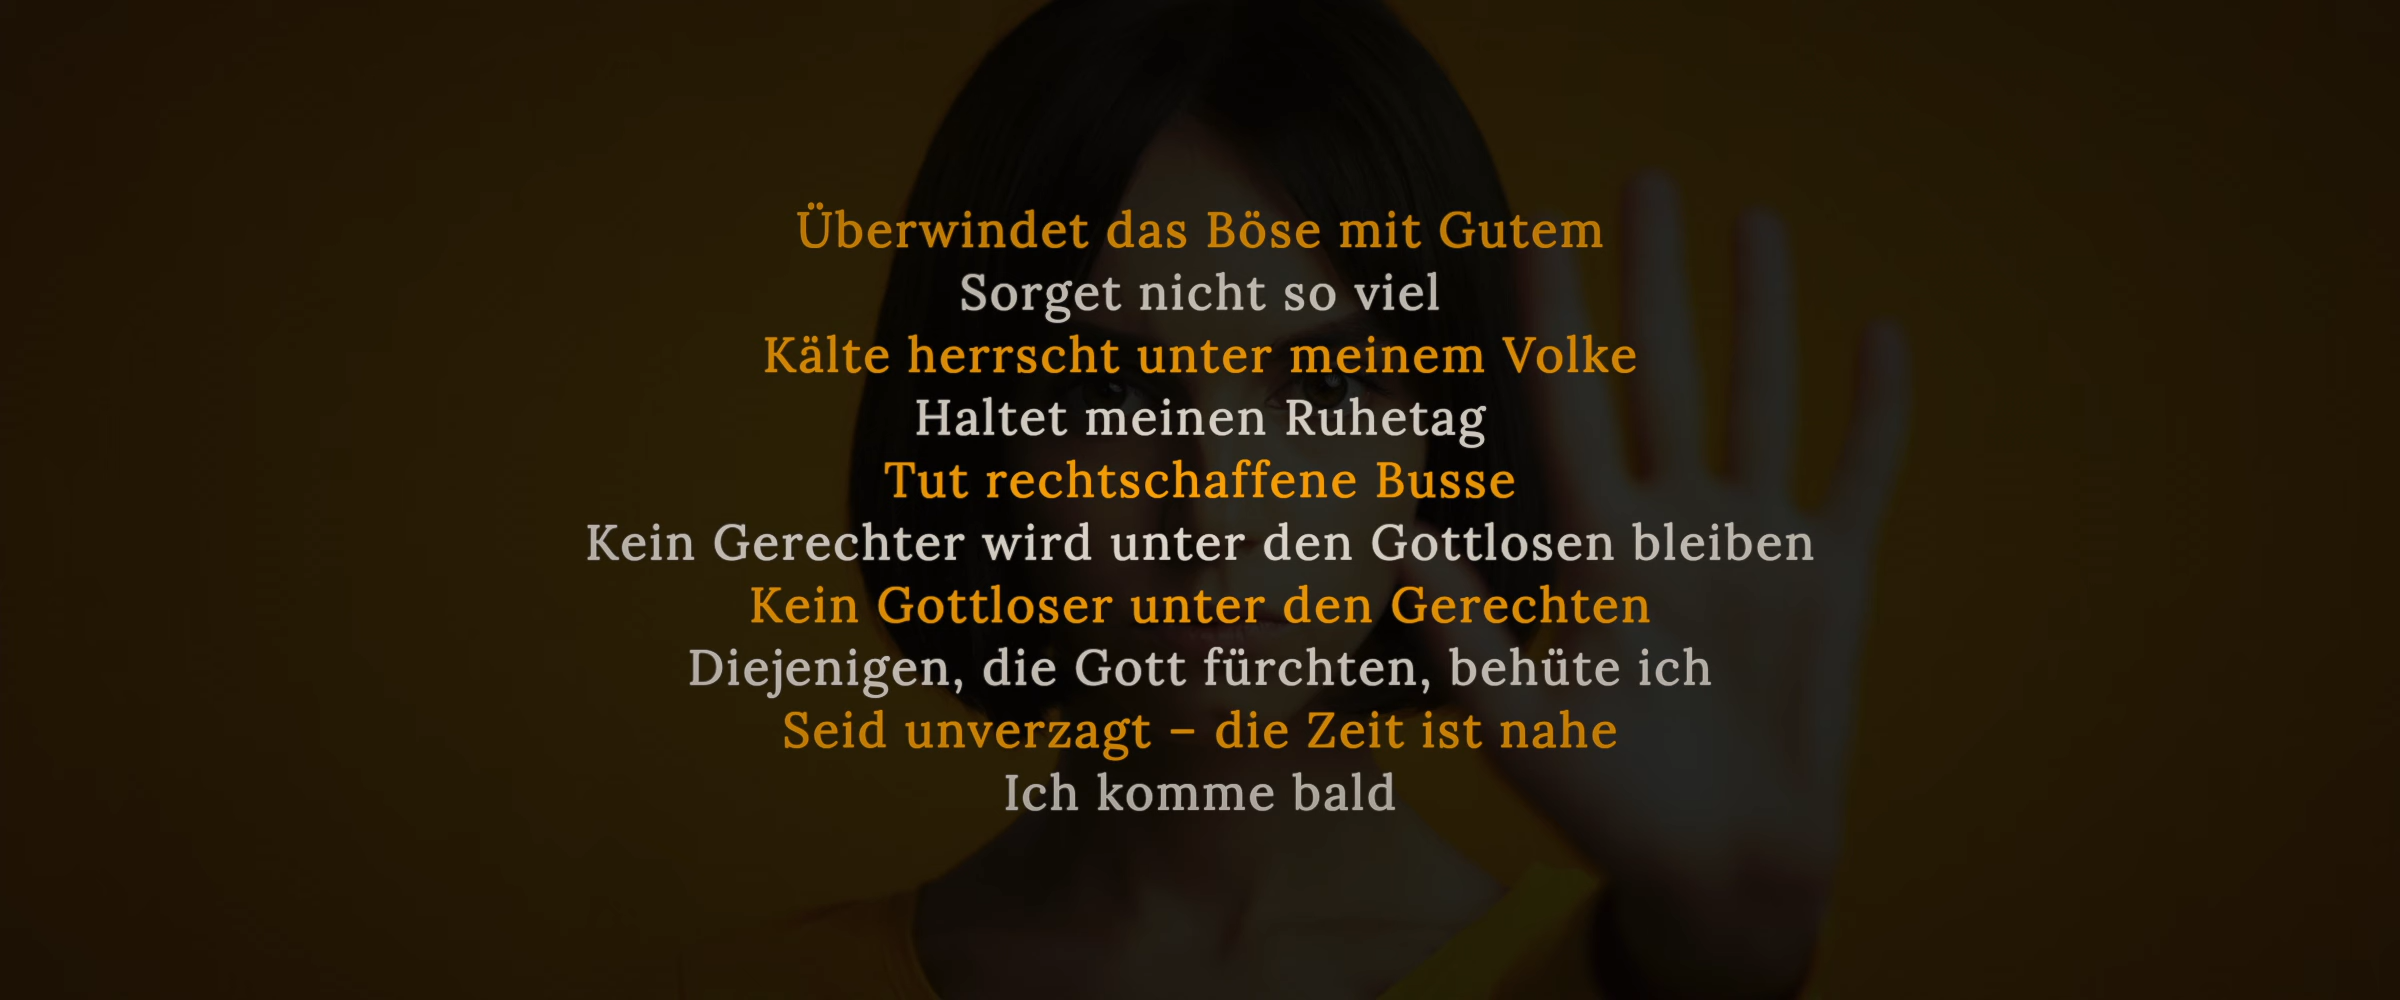 Überwindet das Böse mit Gutem
Sorget nicht so viel
Kälte herrscht unter meinem Volke
Haltet meinen Ruhetag
Tut rechtschaffene Busse
Kein Gerechter wird unter den Gottlosen bleiben
Kein Gottloser unter den Gerechten
Diejenigen, die Gott fürchten, behüte ich
Seid unverzagt – die Zeit ist nahe
Ich komme bald